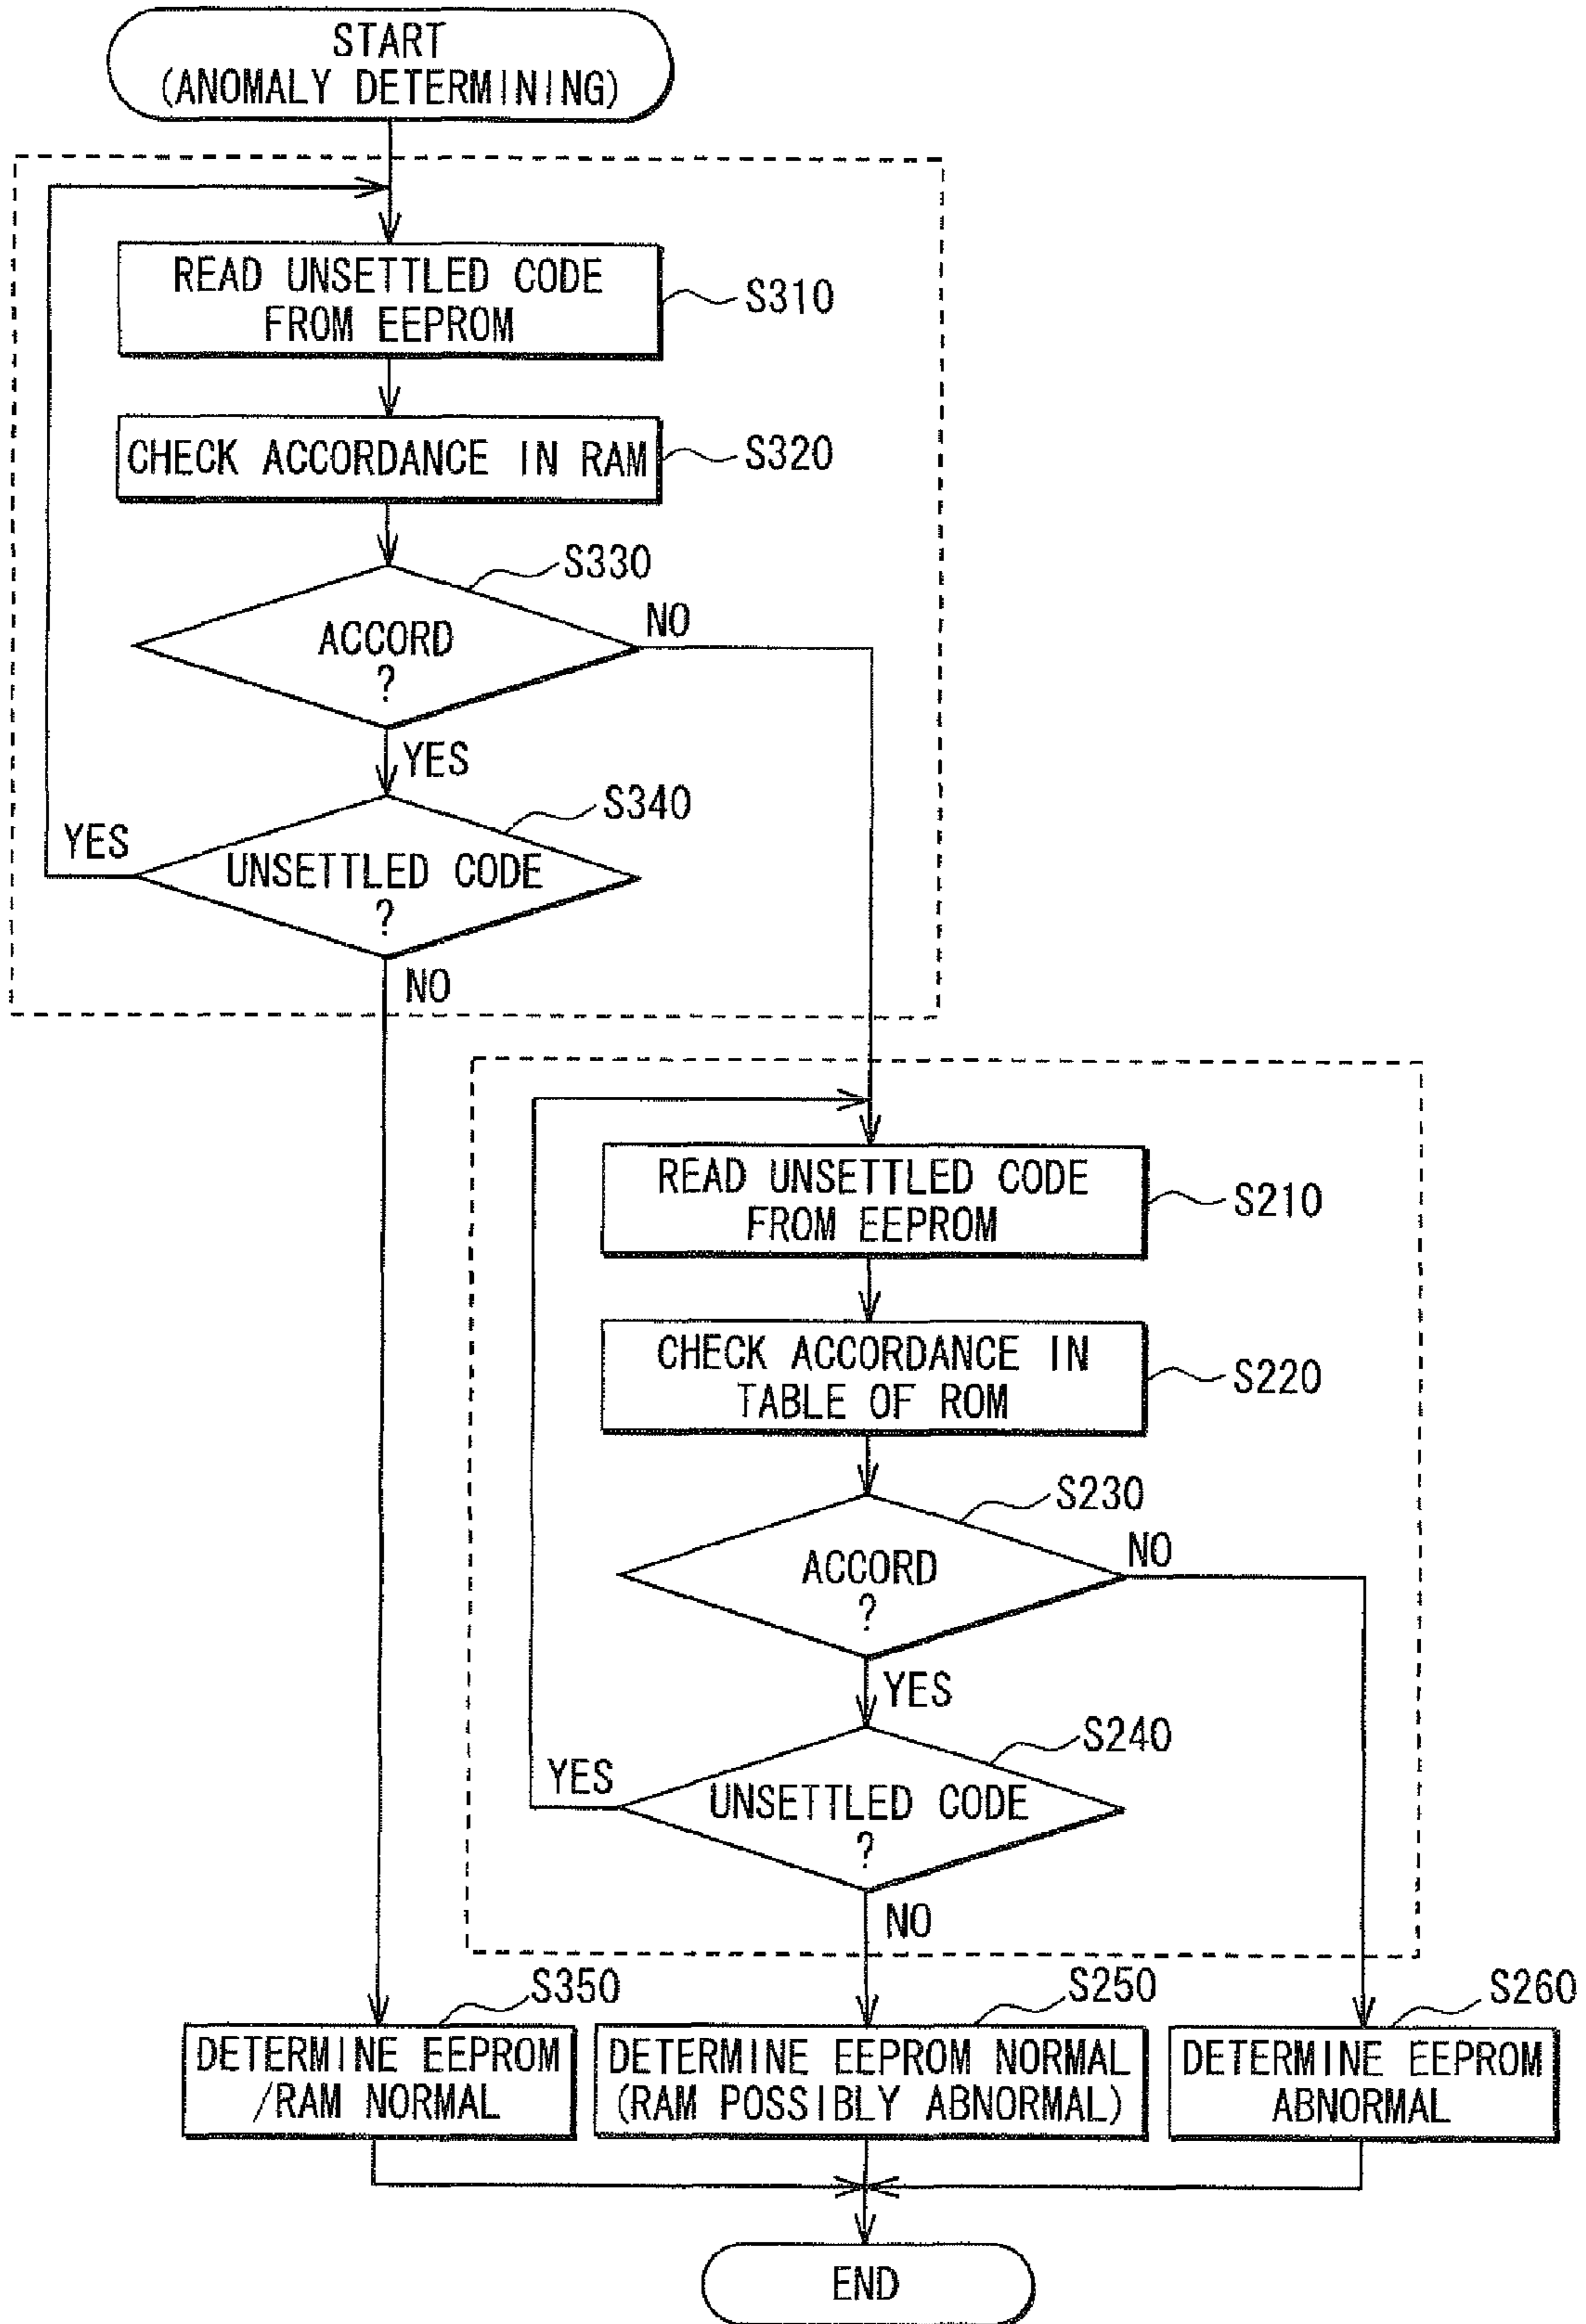 START
(ANOMALY DETERMINING)
READ UNSETTLED CODE
FROM EEPROM
S310
CHECK ACCORDANCE IN RAM
S320
S330
ACCORD
?
NO
YES
S340
YES
UNSETTLED CODE
?
NO
READ UNSETTLED CODE
FROM EEPROM
S210
CHECK ACCORDANCE IN
TABLE OF ROM
S220
S230
ACCORD
?
NO
YES
S240
YES
UNSETTLED CODE
?
NO
S350
DETERMINE EEPROM
/RAM NORMAL
S250
DETERMINE EEPROM NORMAL
(RAM POSSIBLY ABNORMAL)
S260
DETERMINE EEPROM
ABNORMAL
END